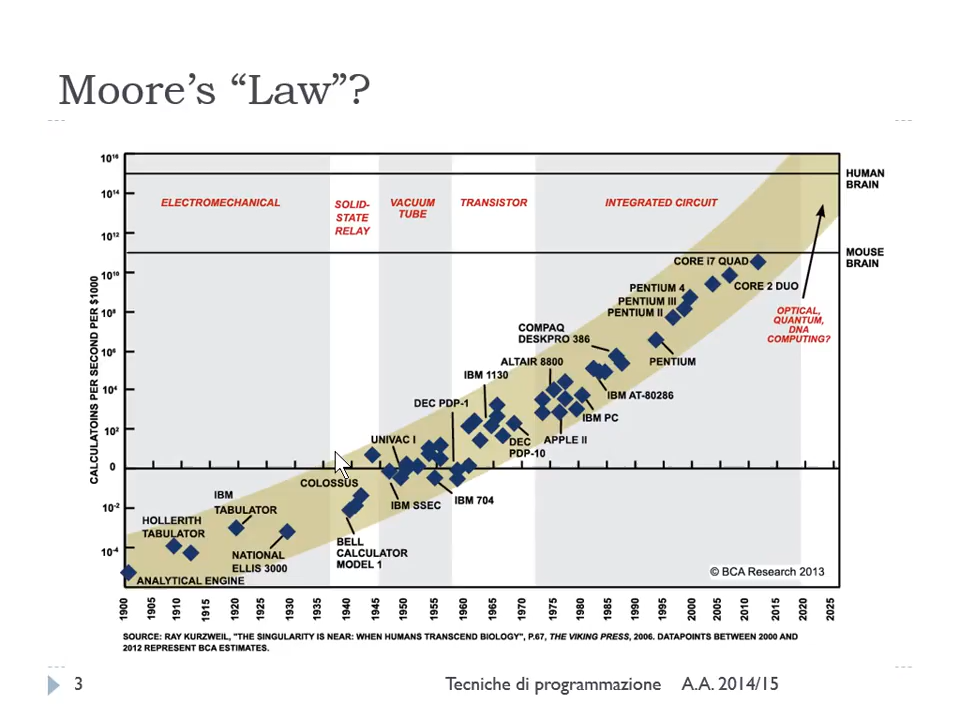 Moore's “Law”?
10^16
10^14
10^12
10^10
10^8
10^6
10^4
10^2
0
10^-2
10^-4
CALCULATOINS PER SECOND PER $1000
ELECTROMECHANICAL
SOLID-
STATE
RELAY
VACUUM
TUBE
TRANSISTOR
INTEGRATED CIRCUIT
HUMAN
BRAIN
MOUSE
BRAIN
CORE i7 QUAD
CORE 2 DUO
PENTIUM 4
PENTIUM III
PENTIUM II
OPTICAL,
QUANTUM,
DNA
COMPUTING?
COMPAQ
DESKPRO 386
PENTIUM
ALTAIR 8800
IBM 1130
IBM AT-80286
DEC PDP-1
IBM PC
UNIVAC I
DEC
PDP-10
APPLE II
COLOSSUS
IBM SSEC
IBM 704
IBM
TABULATOR
HOLLERITH
TABULATOR
NATIONAL
ELLIS 3000
BELL
CALCULATOR
MODEL 1
ANALYTICAL ENGINE
© BCA Research 2013
1900
1905
1910
1915
1920
1925
1930
1935
1940
1945
1950
1955
1960
1965
1970
1975
1980
1985
1990
1995
2000
2005
2010
2015
2020
2025
SOURCE: RAY KURZWEIL, "THE SINGULARITY IS NEAR: WHEN HUMANS TRANSCEND BIOLOGY", P.67, THE VIKING PRESS, 2006. DATAPOINTS BETWEEN 2000 AND
2012 REPRESENT BCA ESTIMATES.
3
Tecniche di programmazione A.A. 2014/15